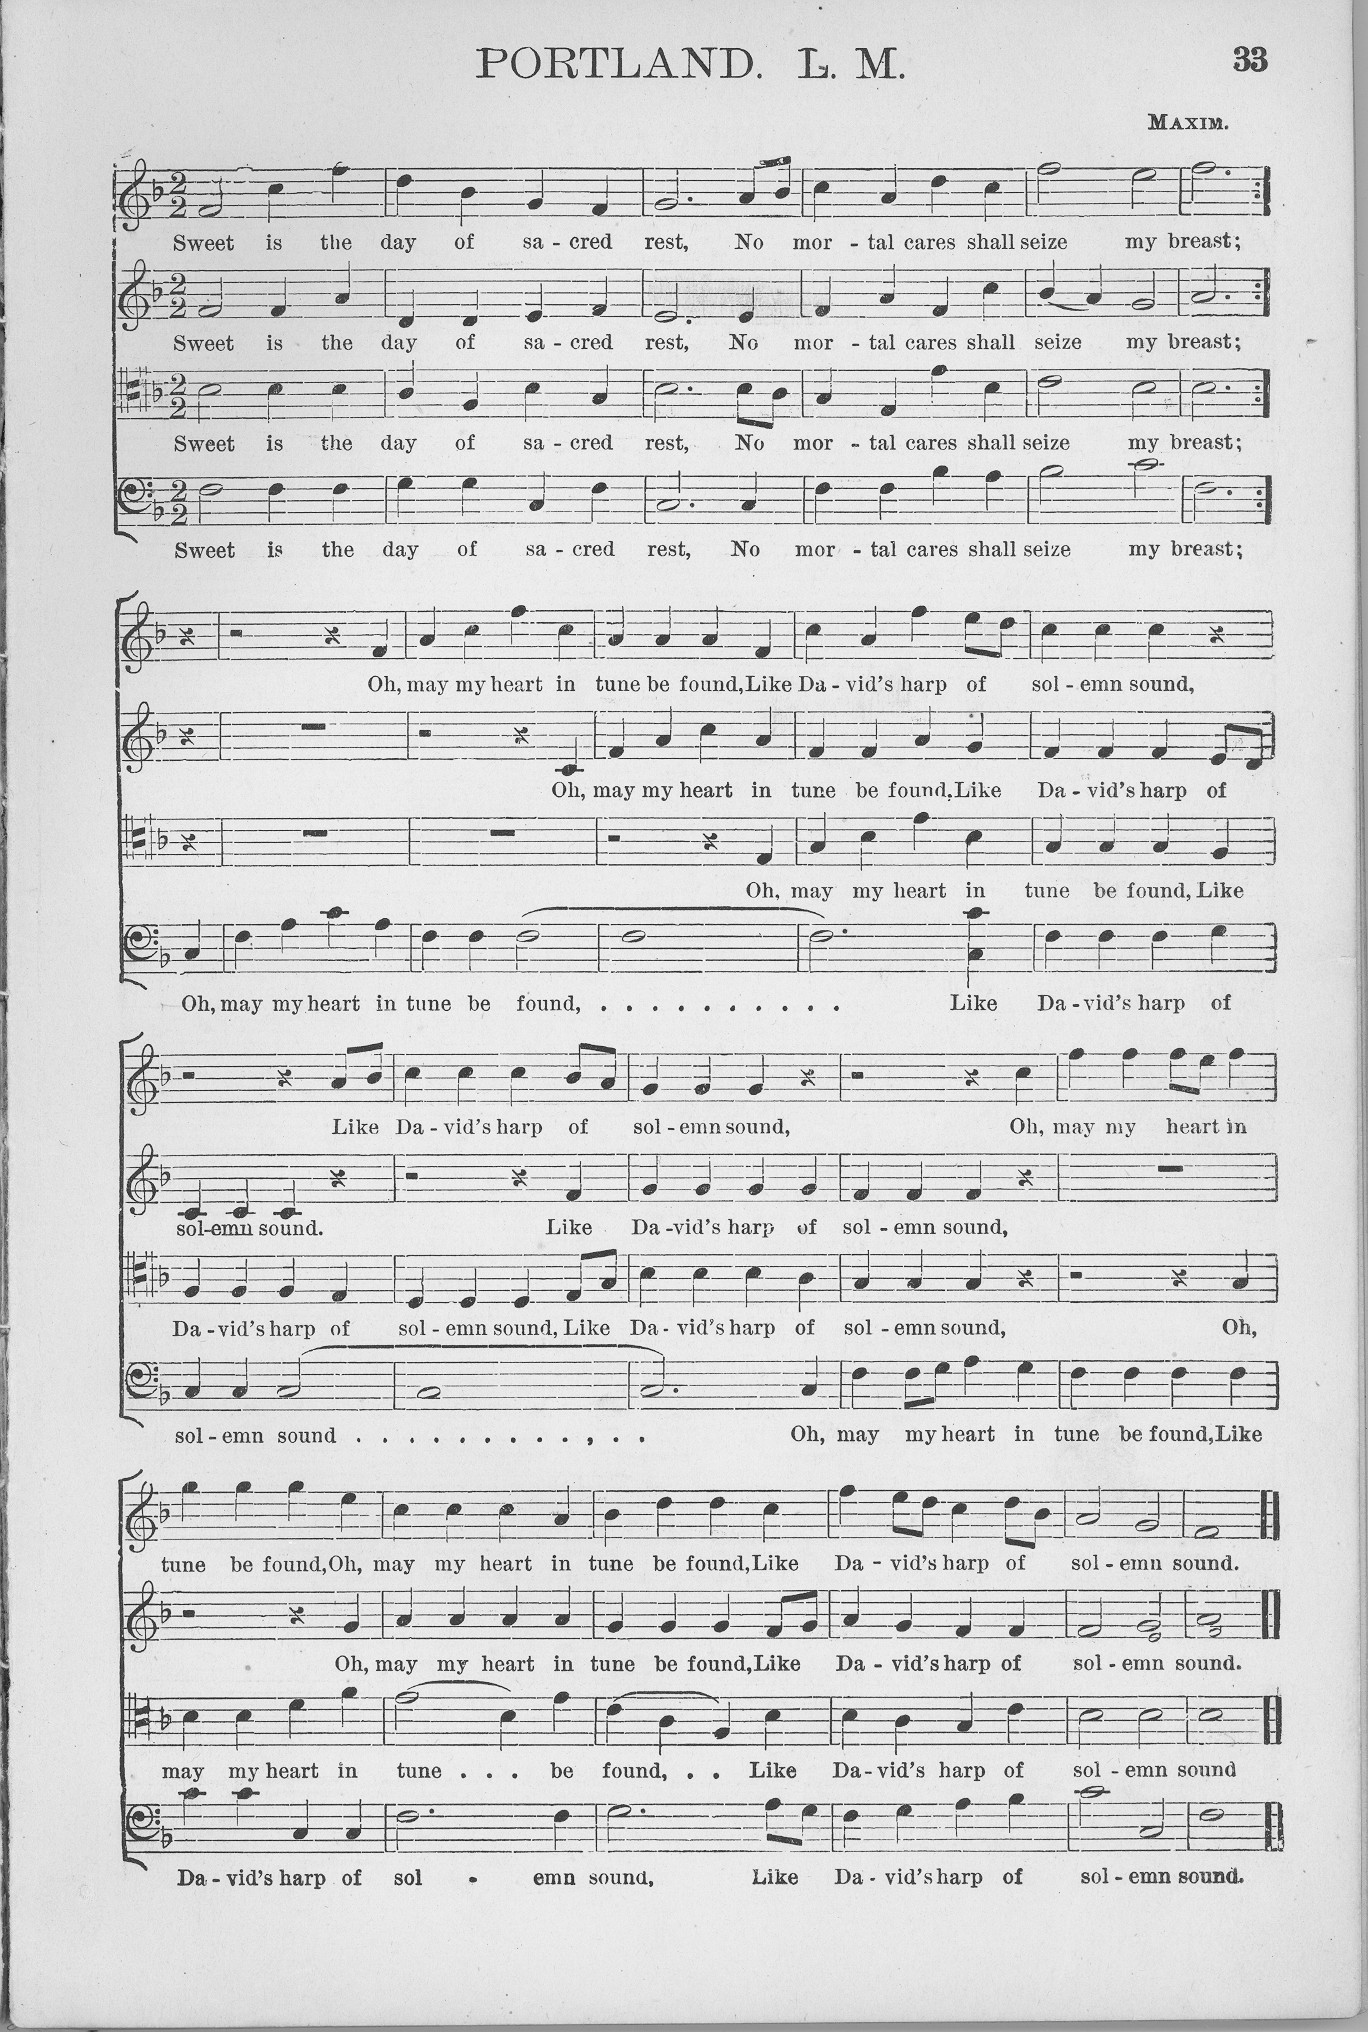 PORTLAND. L. M.
33
MAXIM.
Sweet is the day of sa - cred rest, No mor - tal cares shall seize my breast;
Sweet is the day of sa - cred rest, No mor - tal cares shall seize my breast;
Sweet is the day of sa - cred rest, No mor - tal cares shall seize my breast;
Sweet is the day of sa - cred rest, No mor - tal cares shall seize my breast;
Oh, may my heart in tune be found, Like Da - vid's harp of sol - emn sound,
Oh, may my heart in tune be found, Like Da - vid's harp of
Oh, may my heart in tune be found, Like
Oh, may my heart in tune be found, . . . . . . . . . . Like Da - vid's harp of
Like Da - vid's harp of sol - emn sound, Oh, may my heart in
sol - emn sound. Like Da - vid's harp of sol - emn sound,
Da - vid's harp of sol - emn sound, Like Da - vid's harp of sol - emn sound, Oh,
sol - emn sound . . . . . . . . . , . . Oh, may my heart in tune be found, Like
tune be found, Oh, may my heart in tune be found, Like Da - vid's harp of sol - emn sound.
Oh, may my heart in tune be found, Like Da - vid's harp of sol - emn sound.
may my heart in tune . . . be found, . . Like Da - vid's harp of sol - emn sound
Da - vid's harp of sol - emn sound, Like Da - vid's harp of sol - emn sound.